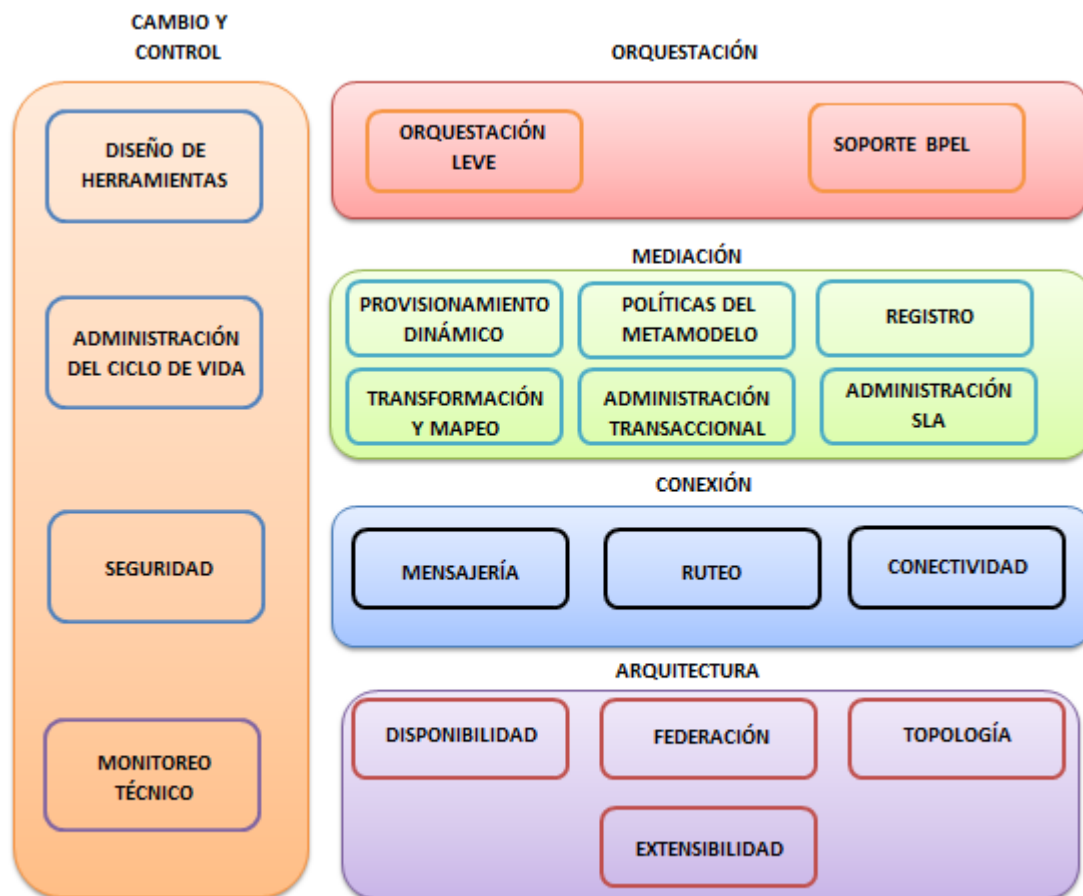 CAMBIO Y
CONTROL
DISEÑO DE
HERRAMIENTAS
ADMINISTRACIÓN
DEL CICLO DE VIDA
SEGURIDAD
MONITOREO
TÉCNICO
ORQUESTACIÓN
ORQUESTACIÓN
LEVE
SOPORTE BPEL
MEDIACIÓN
PROVISIONAMIENTO
DINÁMICO
POLÍTICAS DEL
METAMODELO
REGISTRO
TRANSFORMACIÓN
Y MAPEO
ADMINISTRACIÓN
TRANSACCIONAL
ADMINISTRACIÓN
SLA
CONEXIÓN
MENSAJERÍA
RUTEO
CONECTIVIDAD
ARQUITECTURA
DISPONIBILIDAD
FEDERACIÓN
TOPOLOGÍA
EXTENSIBILIDAD